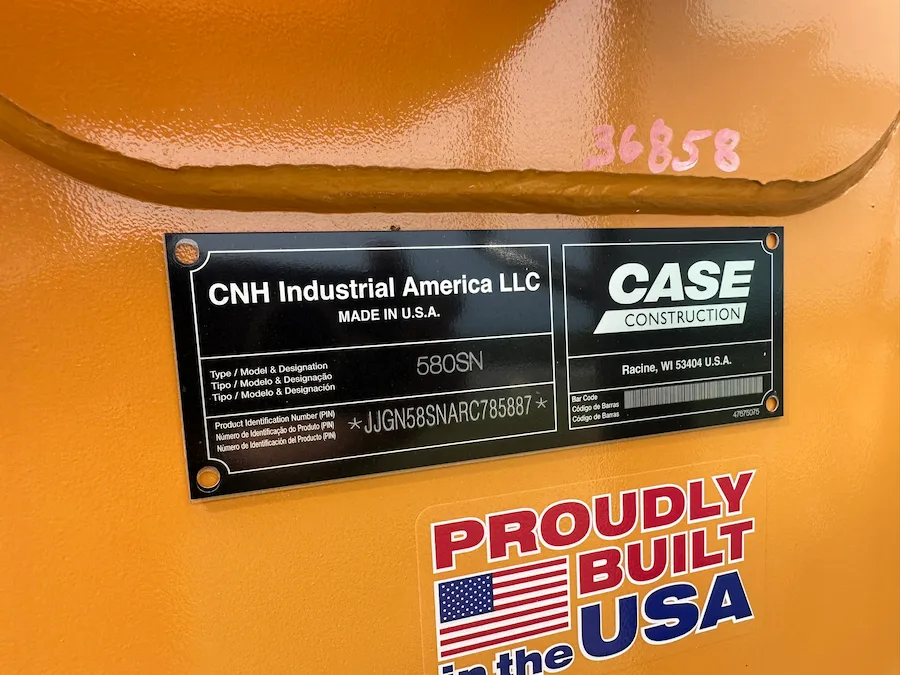 36858
CNH Industrial America LLC
MADE IN U.S.A.
Type / Model & Designation
Tipo / Modelo & Designação
Tipo / Modelo & Designación
580SN
Product Identification Number (PIN)
Número de Identificação do Produto (PIN)
Número de Identificación del Producto (PIN)
*JJGN58SNARC785887*
CASE
CONSTRUCTION
Racine, WI 53404 U.S.A.
Bar Code
Código de Barras
Código de Barras
47675075
PROUDLY
BUILT
in the USA